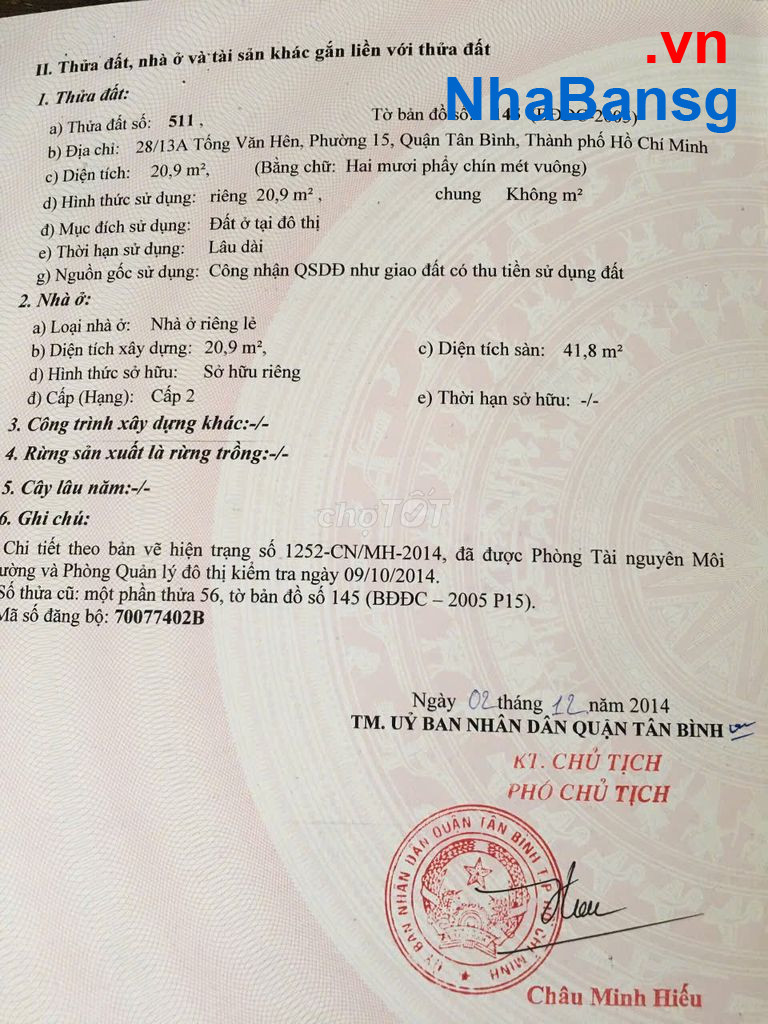 .vn
NhaBansg
II. Thửa đất, nhà ở và tài sản khác gắn liền với thửa đất
1. Thửa đất:
a) Thửa đất số: 511 , Tờ bản đồ số:
b) Địa chỉ: 28/13A Tống Văn Hên, Phường 15, Quận Tân Bình, Thành phố Hồ Chí Minh
c) Diện tích: 20,9 m², (Bằng chữ: Hai mươi phẩy chín mét vuông)
d) Hình thức sử dụng: riêng 20,9 m² , chung Không m²
đ) Mục đích sử dụng: Đất ở tại đô thị
e) Thời hạn sử dụng: Lâu dài
g) Nguồn gốc sử dụng: Công nhận QSDĐ như giao đất có thu tiền sử dụng đất
2. Nhà ở:
a) Loại nhà ở: Nhà ở riêng lẻ
b) Diện tích xây dựng: 20,9 m², c) Diện tích sàn: 41,8 m²
d) Hình thức sở hữu: Sở hữu riêng
đ) Cấp (Hạng): Cấp 2 e) Thời hạn sở hữu: -/-
3. Công trình xây dựng khác:-/-
4. Rừng sản xuất là rừng trồng:-/-
5. Cây lâu năm:-/-
6. Ghi chú:
chợTỐT
Chi tiết theo bản vẽ hiện trạng số 1252-CN/MH-2014, đã được Phòng Tài nguyên Môi
ường và Phòng Quản lý đô thị kiểm tra ngày 09/10/2014.
Số thửa cũ: một phần thửa 56, tờ bản đồ số 145 (BĐĐC – 2005 P15).
Mã số đăng bộ: 70077402B
Ngày 02 tháng 12 năm 2014
TM. UỶ BAN NHÂN DÂN QUẬN TÂN BÌNH
KT. CHỦ TỊCH
PHÓ CHỦ TỊCH
ỦY BAN NHÂN DÂN QUẬN TÂN BÌNH T.P HỒ CHÍ MINH
Châu Minh Hiếu